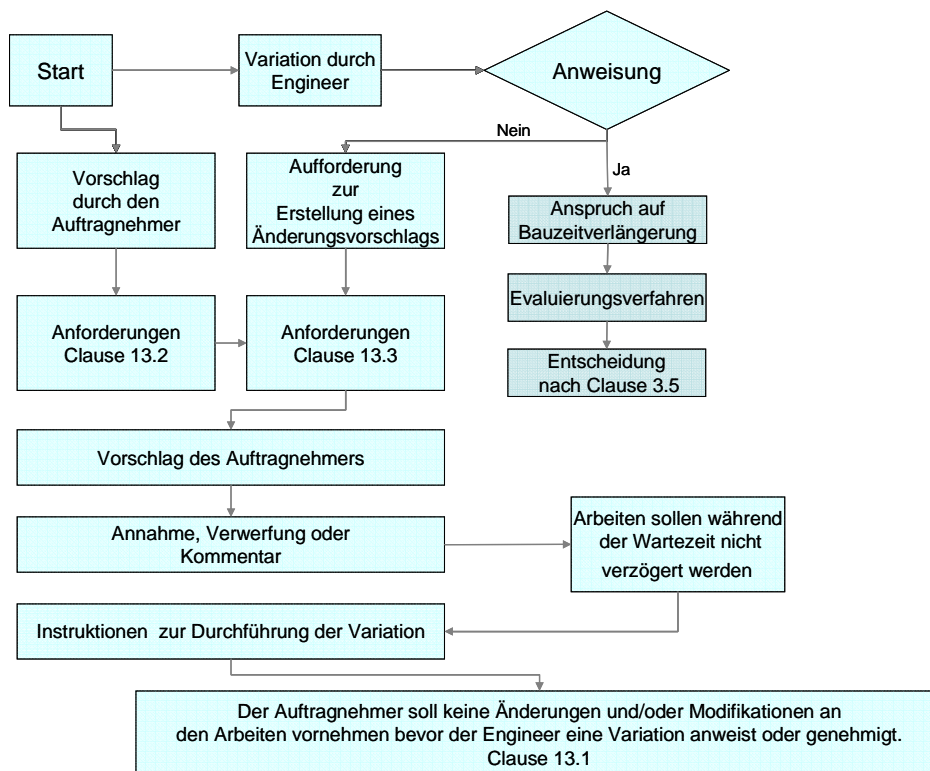 Start
Variation durch
Engineer
Anweisung
Nein
Ja
Vorschlag
durch den
Auftragnehmer
Aufforderung
zur
Erstellung eines
Änderungsvorschlags
Anspruch auf
Bauzeitverlängerung
Evaluierungsverfahren
Entscheidung
nach Clause 3.5
Anforderungen
Clause 13.2
Anforderungen
Clause 13.3
Vorschlag des Auftragnehmers
Annahme, Verwerfung oder
Kommentar
Arbeiten sollen während
der Wartezeit nicht
verzögert werden
Instruktionen zur Durchführung der Variation
Der Auftragnehmer soll keine Änderungen und/oder Modifikationen an
den Arbeiten vornehmen bevor der Engineer eine Variation anweist oder genehmigt.
Clause 13.1